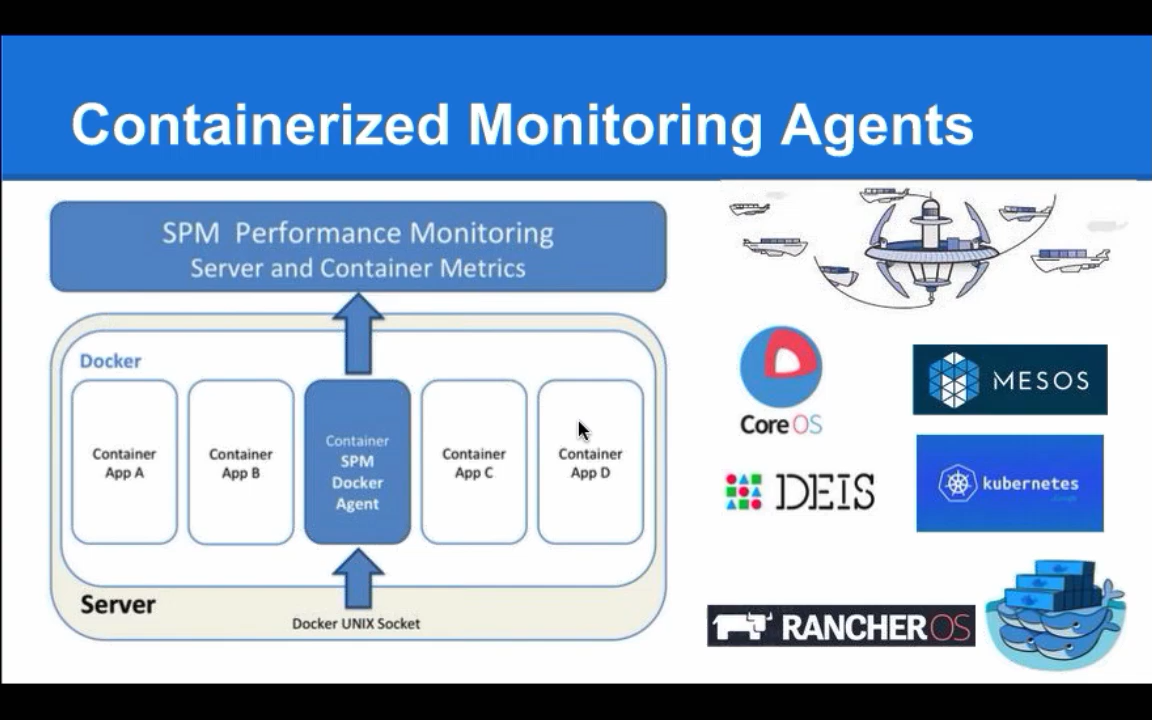 Containerized Monitoring Agents
SPM Performance Monitoring
Server and Container Metrics
Docker
Container
App A
Container
App B
Container
SPM
Docker
Agent
Container
App C
Container
App D
Server
Docker UNIX Socket
CoreOS
MESOS
DEIS
kubernetes
RANCHEROS